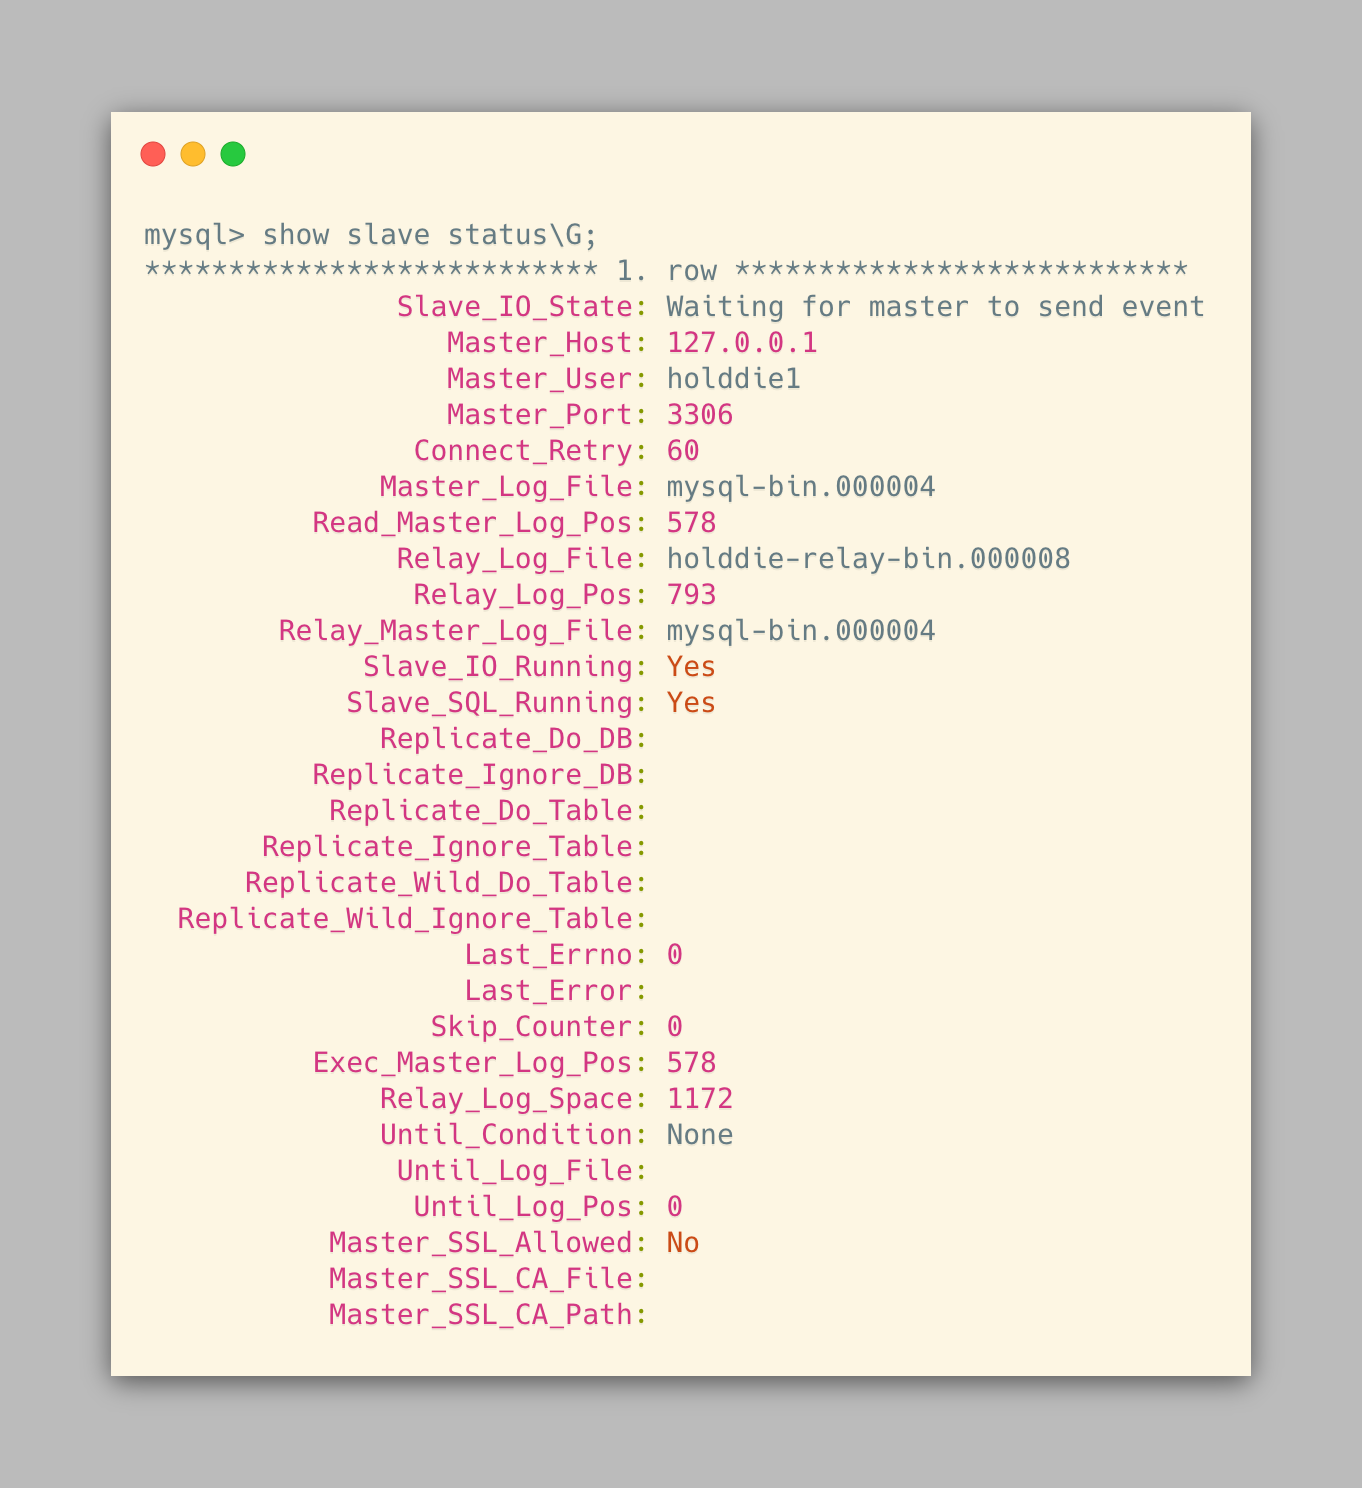 mysql> show slave status\G;
*************************** 1. row ***************************
Slave_IO_State: Waiting for master to send event
Master_Host: 127.0.0.1
Master_User: holddie1
Master_Port: 3306
Connect_Retry: 60
Master_Log_File: mysql-bin.000004
Read_Master_Log_Pos: 578
Relay_Log_File: holddie-relay-bin.000008
Relay_Log_Pos: 793
Relay_Master_Log_File: mysql-bin.000004
Slave_IO_Running: Yes
Slave_SQL_Running: Yes
Replicate_Do_DB:
Replicate_Ignore_DB:
Replicate_Do_Table:
Replicate_Ignore_Table:
Replicate_Wild_Do_Table:
Replicate_Wild_Ignore_Table:
Last_Errno: 0
Last_Error:
Skip_Counter: 0
Exec_Master_Log_Pos: 578
Relay_Log_Space: 1172
Until_Condition: None
Until_Log_File:
Until_Log_Pos: 0
Master_SSL_Allowed: No
Master_SSL_CA_File:
Master_SSL_CA_Path: